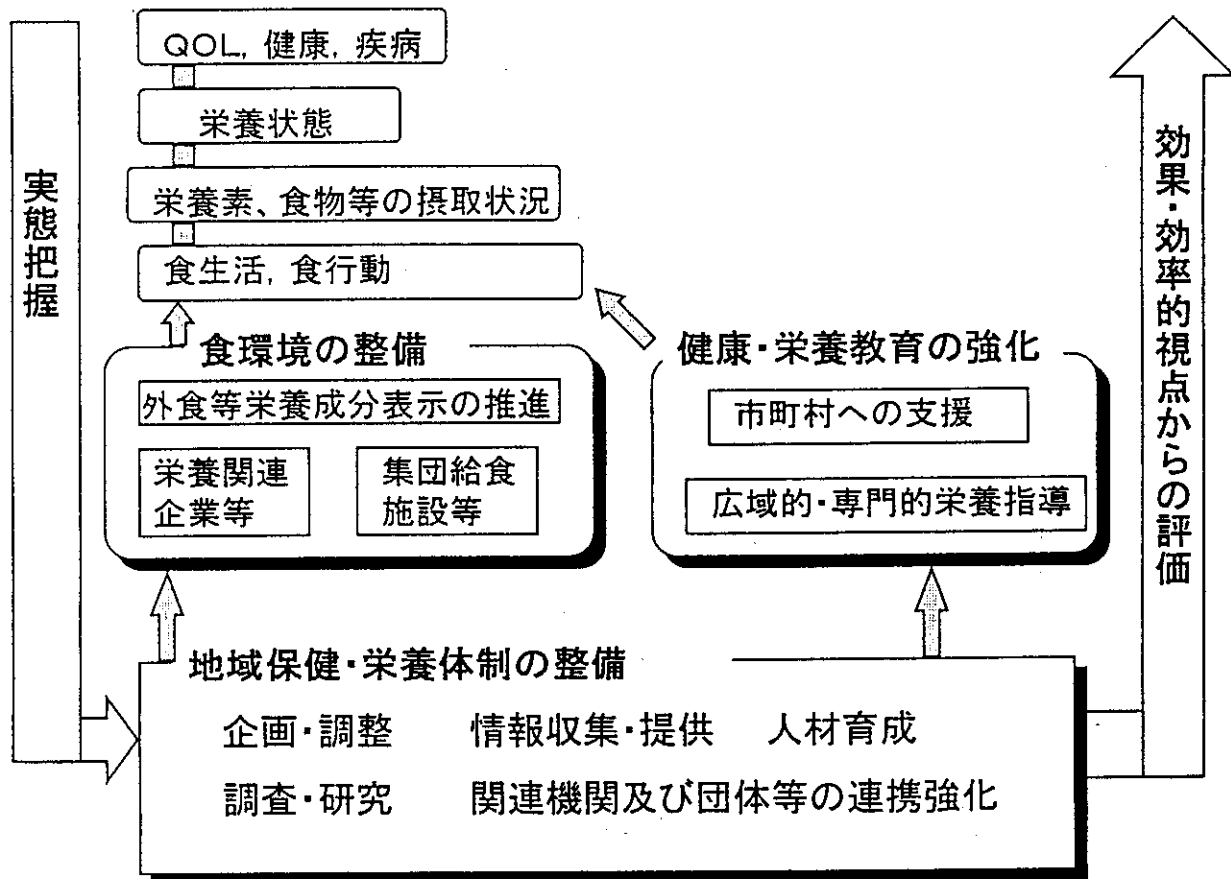 QOL, 健康, 疾病
栄養状態
栄養素、食物等の摂取状況
食生活, 食行動
実態把握
効果・効率的視点からの評価
食環境の整備
外食等栄養成分表示の推進
栄養関連
企業等
集団給食
施設等
健康・栄養教育の強化
市町村への支援
広域的・専門的栄養指導
地域保健・栄養体制の整備
企画・調整
情報収集・提供
人材育成
調査・研究
関連機関及び団体等の連携強化